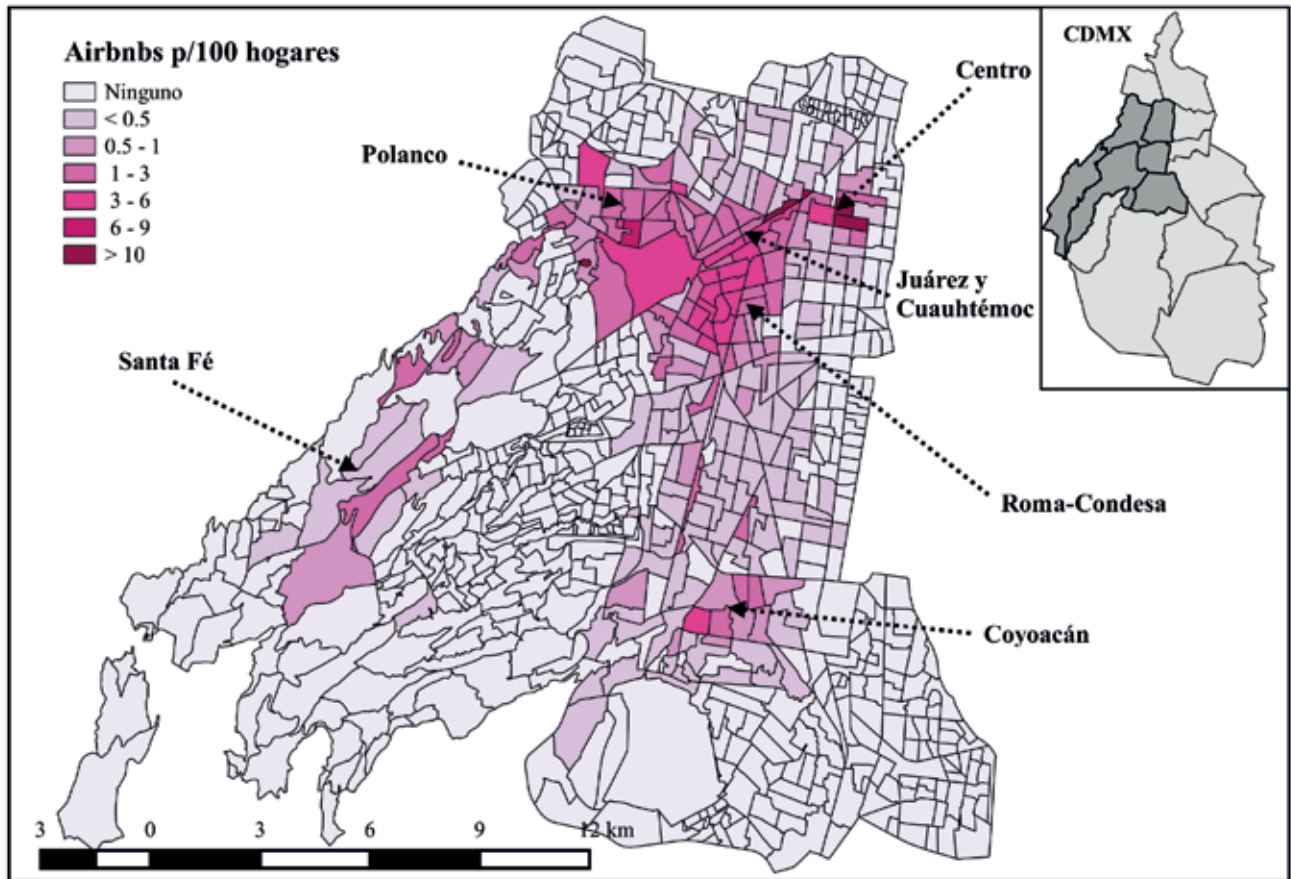 Airbnbs p/100 hogares
Ninguno
< 0.5
0.5 - 1
1 - 3
3 - 6
6 - 9
> 10
CDMX
Centro
Polanco
Juárez y
Cuauhtémoc
Santa Fé
Roma-Condesa
Coyoacán
3 0 3 6 9 12 km